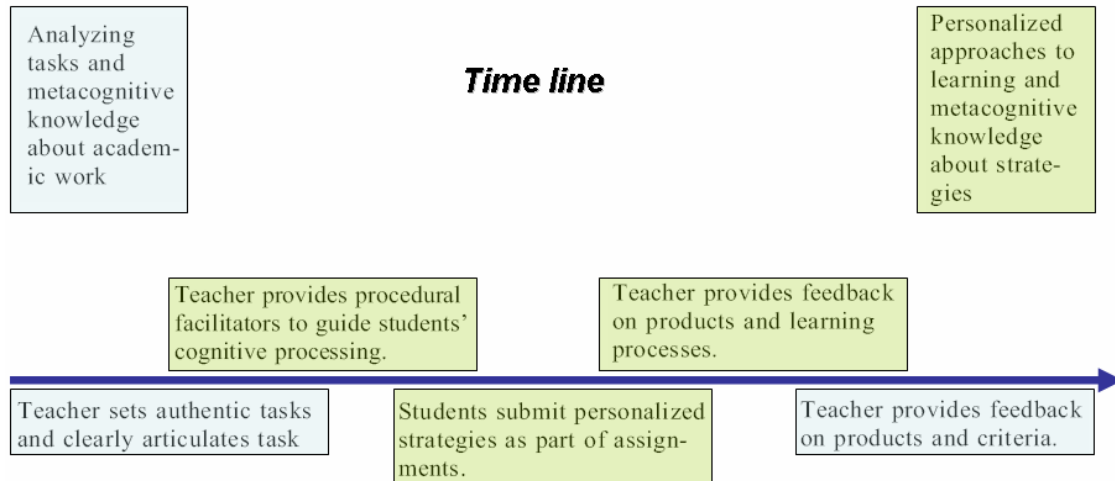 Analyzing
tasks and
metacognitive
knowledge
about academ-
ic work
Time line
Personalized
approaches to
learning and
metacognitive
knowledge
about strate-
gies
Teacher provides procedural
facilitators to guide students’
cognitive processing.
Teacher provides feedback
on products and learning
processes.
Teacher sets authentic tasks
and clearly articulates task
Students submit personalized
strategies as part of assign-
ments.
Teacher provides feedback
on products and criteria.